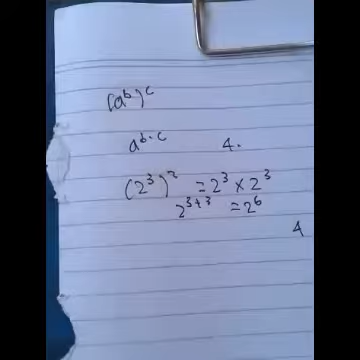 (a^b)^c
a^{b·c} 4.
(2^3)^2 = 2^3 × 2^3
2^{3+3} = 2^6
4